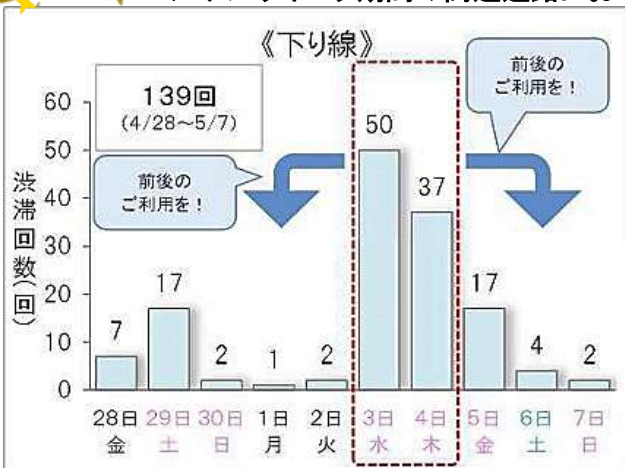 《下り線》
139回
(4/28～5/7)
前後の
ご利用を！
前後の
ご利用を！
渋滞回数(回)
60
50
40
30
20
10
0
7
17
2
1
2
50
37
17
4
2
28日 29日 30日 1日 2日 3日 4日 5日 6日 7日
金 土 日 月 火 水 木 金 土 日